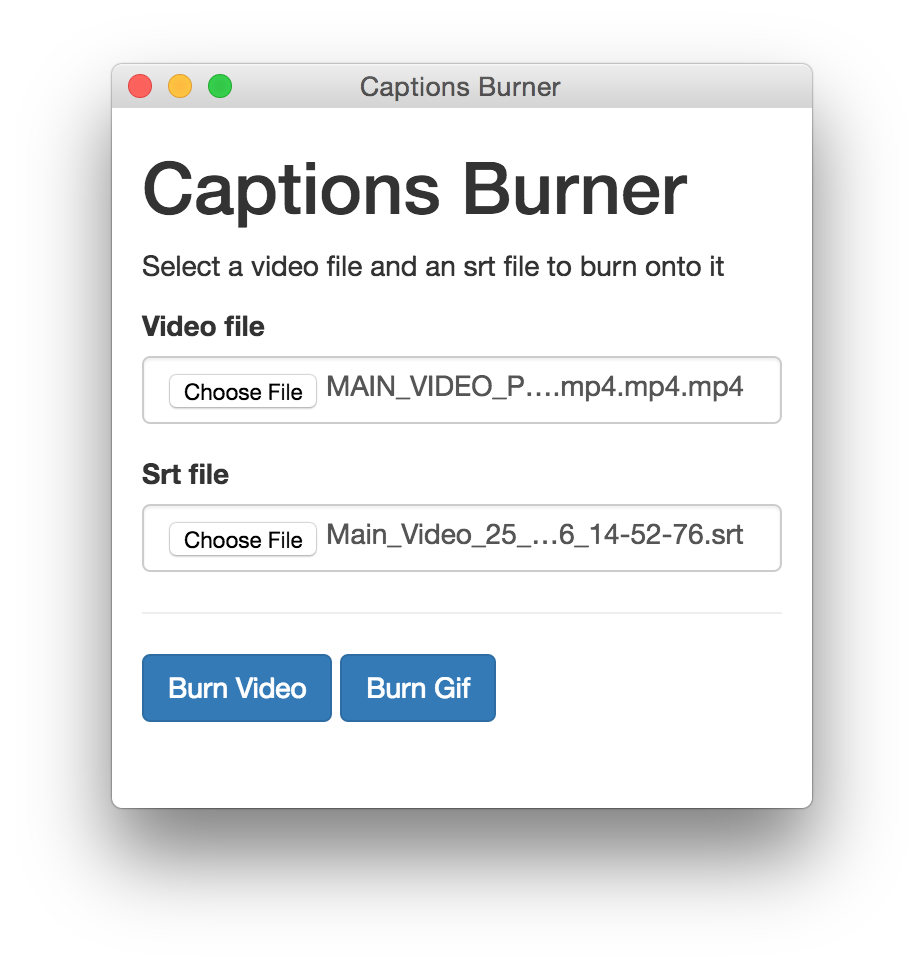 Captions Burner
Captions Burner
Select a video file and an srt file to burn onto it
Video file
Choose File MAIN_VIDEO_P....mp4.mp4.mp4
Srt file
Choose File Main_Video_25_...6_14-52-76.srt
Burn Video Burn Gif